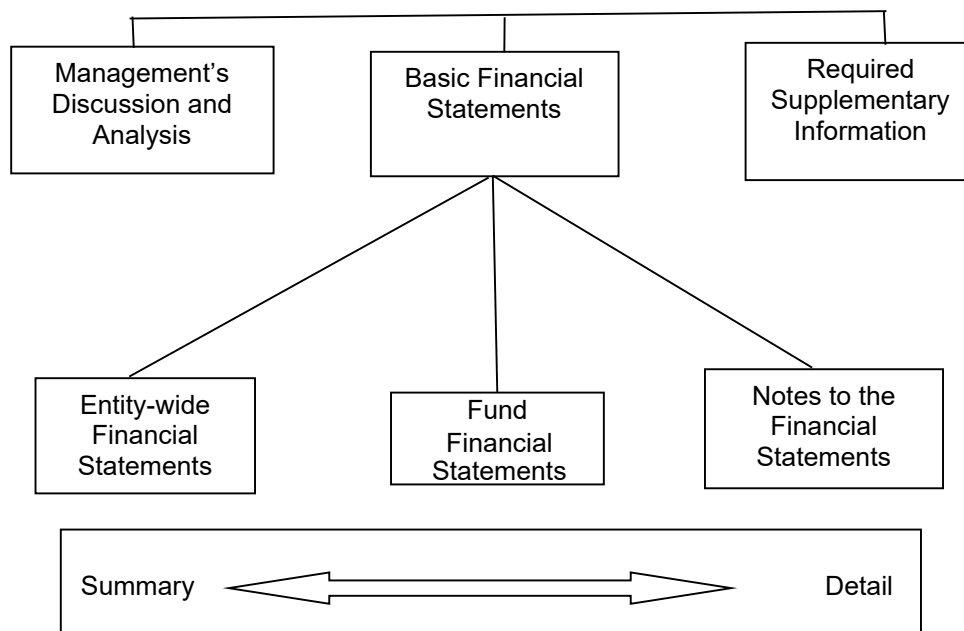 Management’s
Discussion and
Analysis
Basic Financial
Statements
Required
Supplementary
Information
Entity-wide
Financial
Statements
Fund
Financial
Statements
Notes to the
Financial
Statements
Summary
Detail